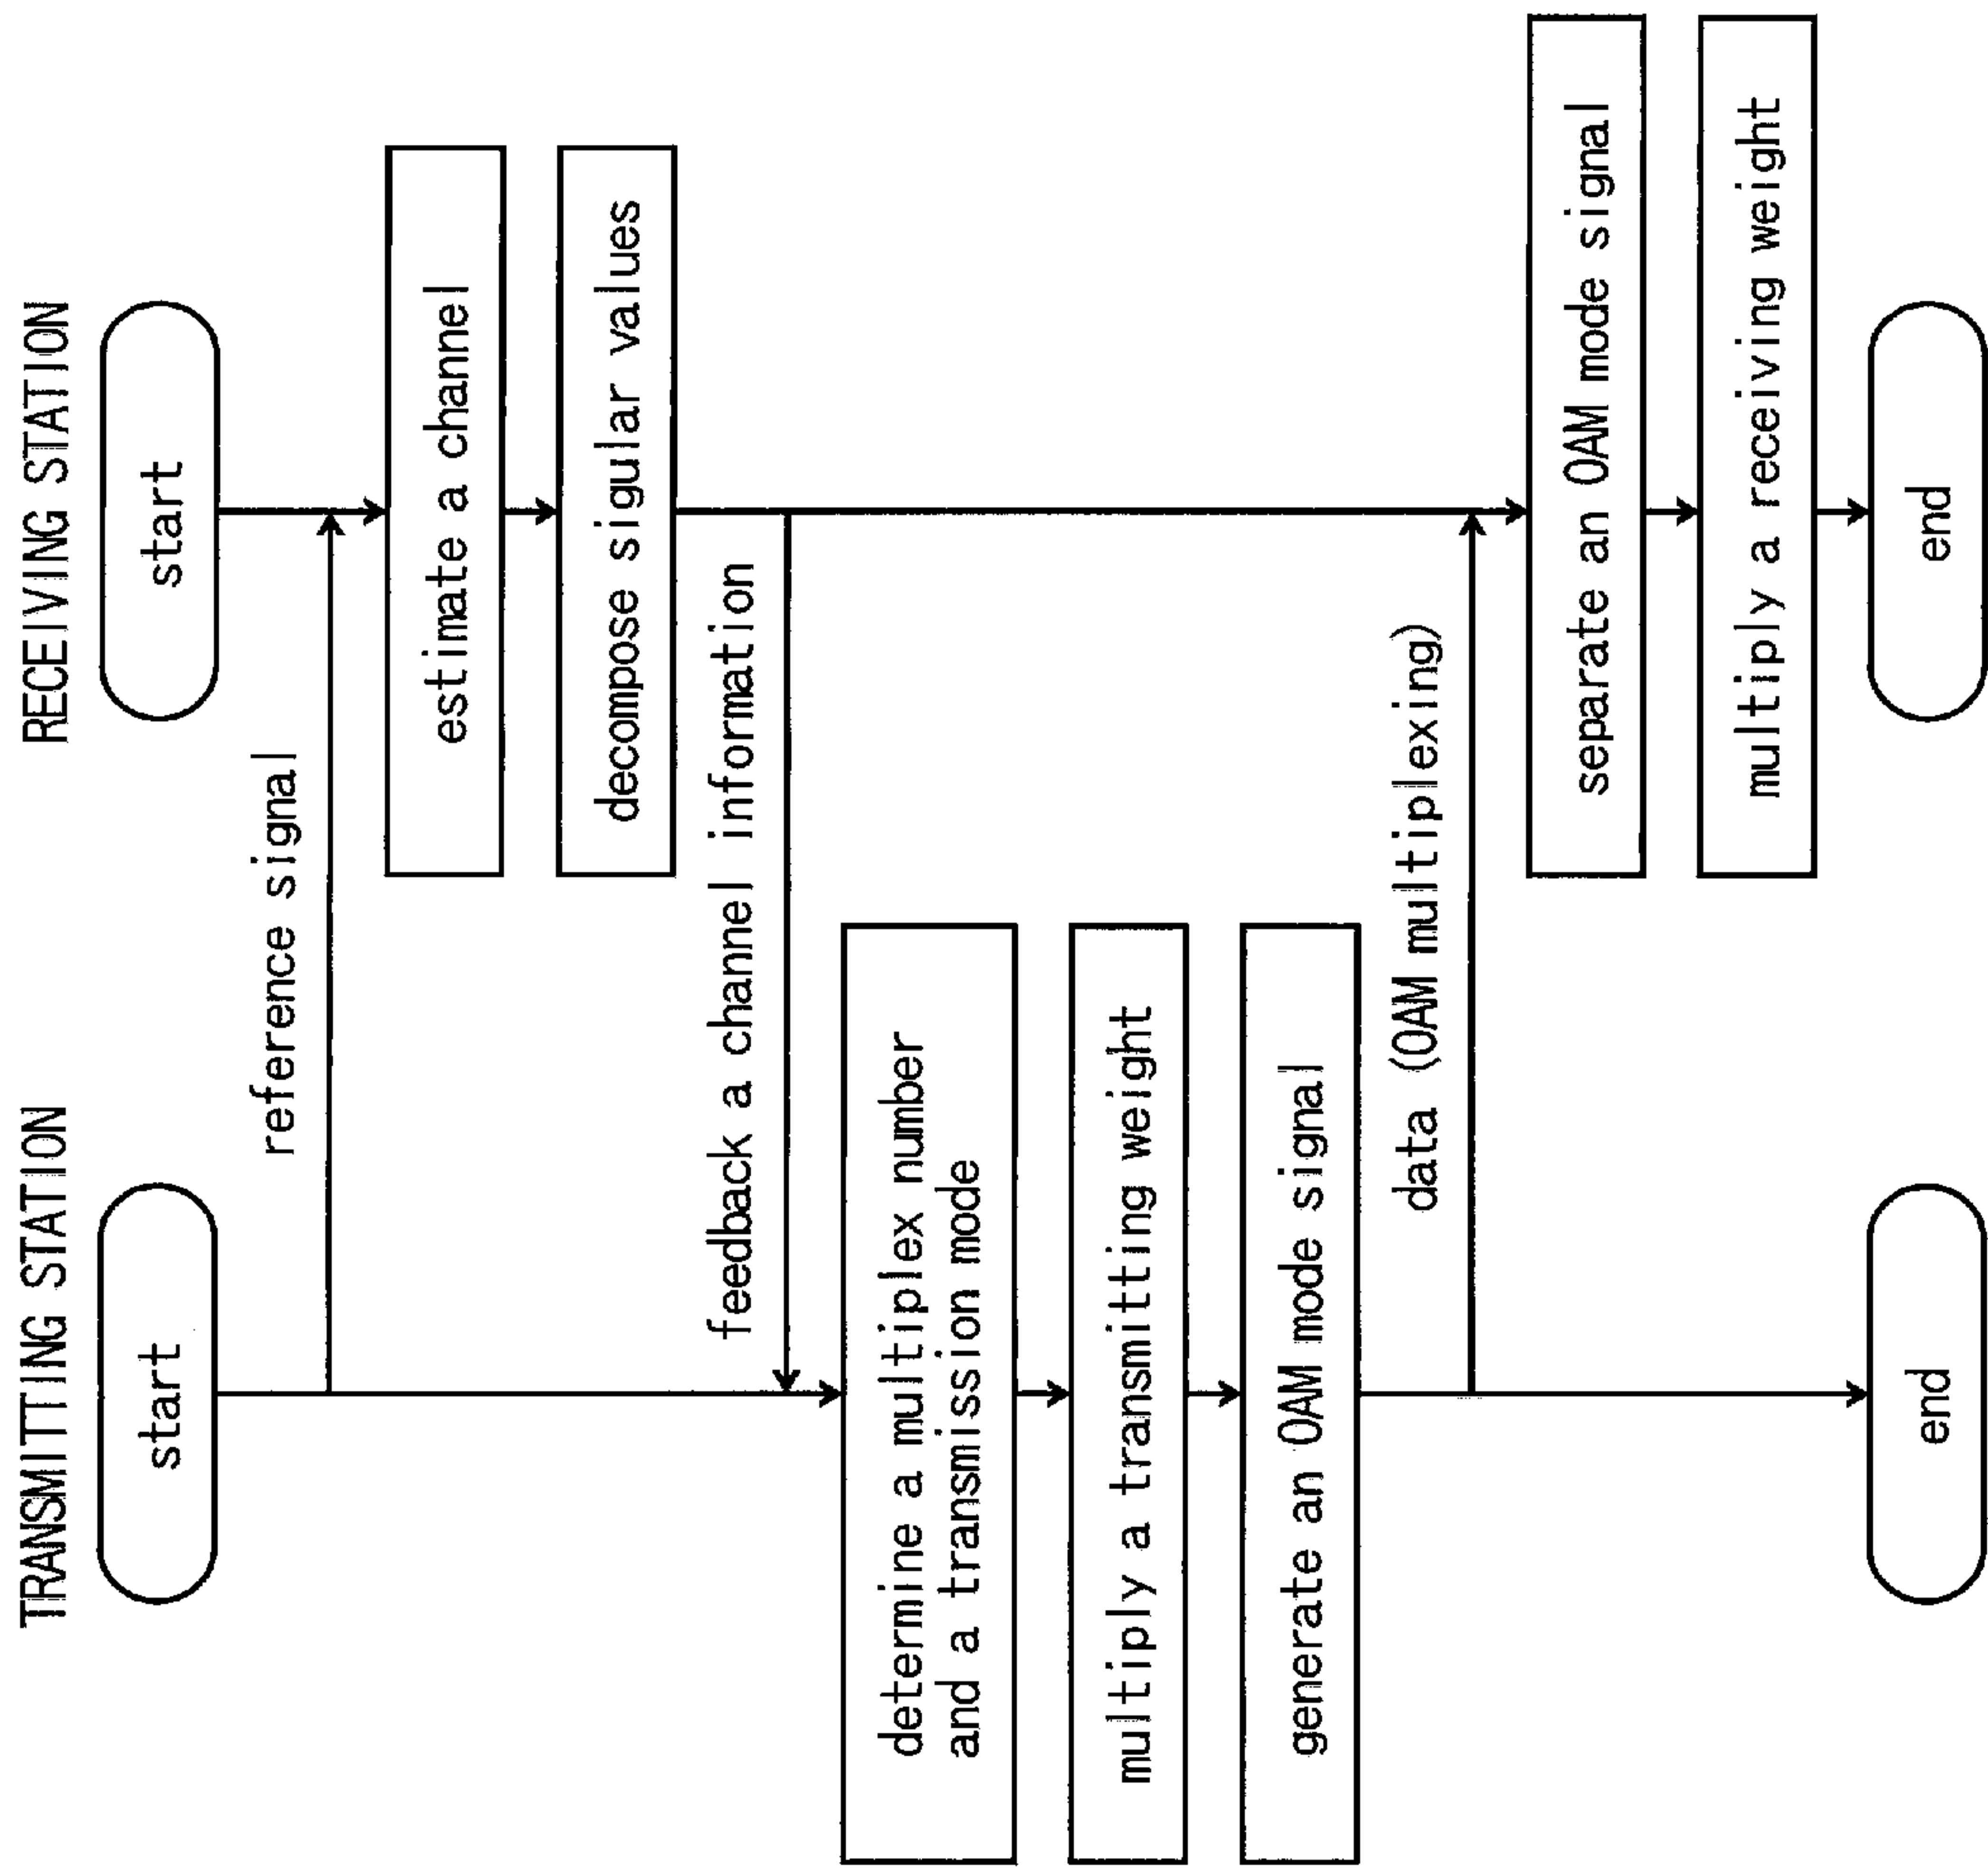 TRANSMITTING STATION
RECEIVING STATION
start
start
reference signal
estimate a channel
decompose sigular values
feedback a channel information
determine a multiplex number
and a transmission mode
multiply a transmitting weight
generate an OAM mode signal
data (OAM multiplexing)
separate an OAM mode signal
multiply a receiving weight
end
end